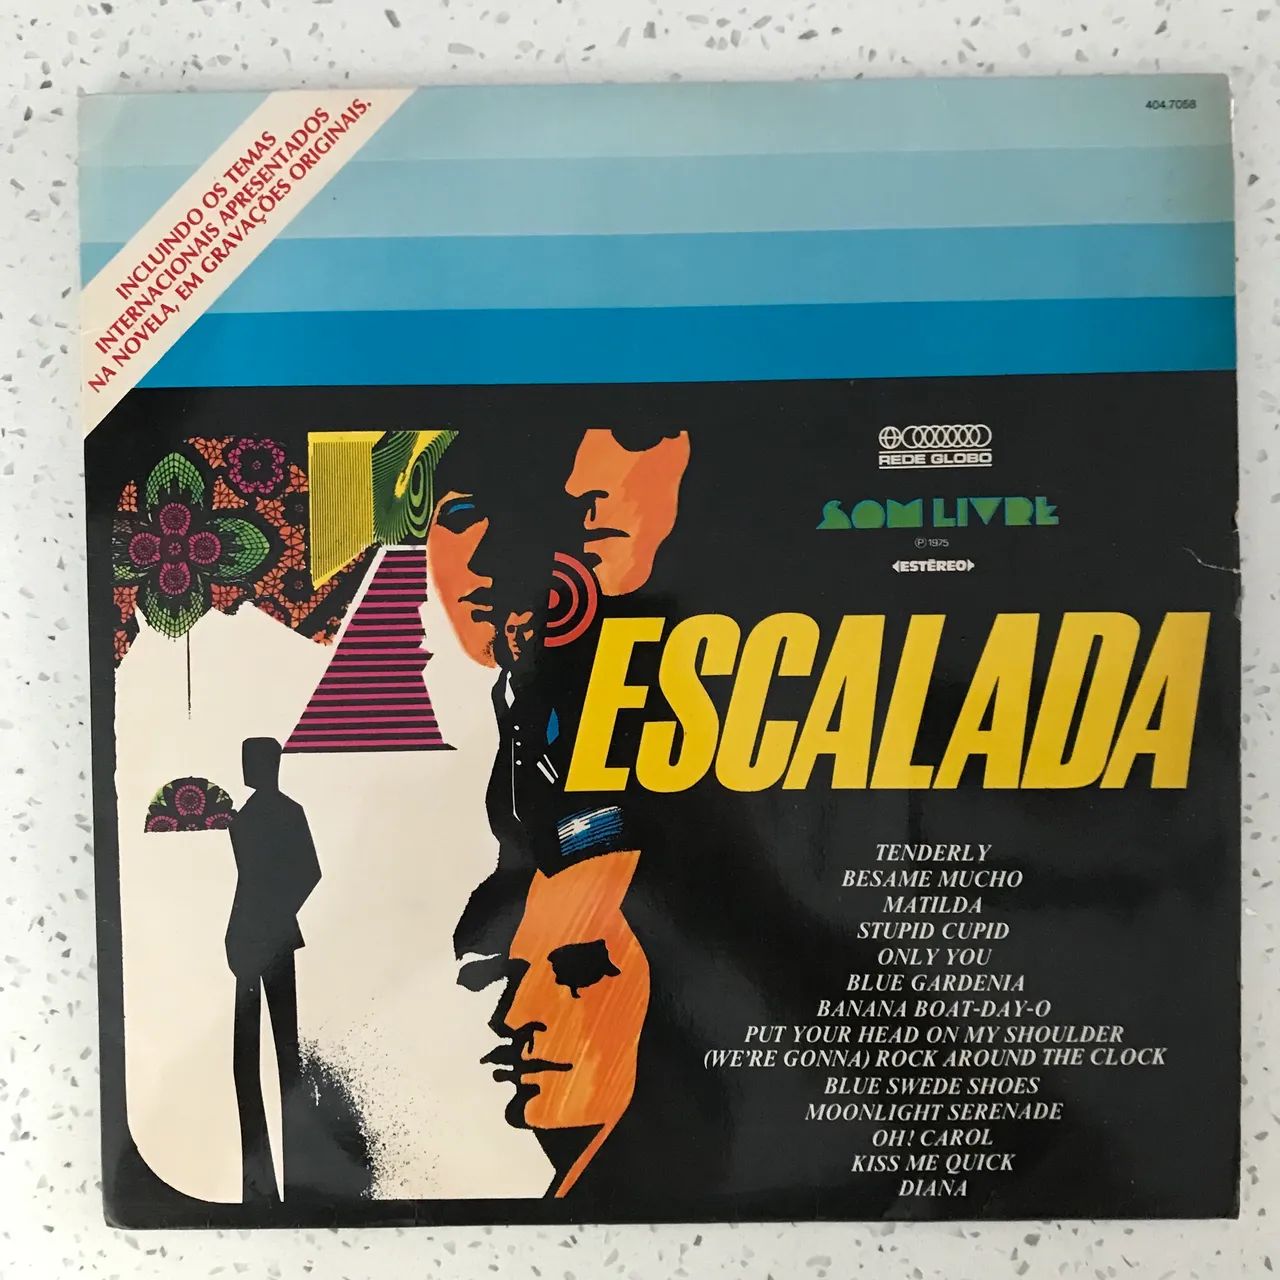 404.7058
INCLUINDO OS TEMAS
INTERNACIONAIS APRESENTADOS
NA NOVELA, EM GRAVAÇÕES ORIGINAIS.
REDE GLOBO
SOM LIVRE
℗ 1975
ESTÉREO
ESCALADA
TENDERLY
BESAME MUCHO
MATILDA
STUPID CUPID
ONLY YOU
BLUE GARDENIA
BANANA BOAT-DAY-O
PUT YOUR HEAD ON MY SHOULDER
(WE'RE GONNA) ROCK AROUND THE CLOCK
BLUE SWEDE SHOES
MOONLIGHT SERENADE
OH! CAROL
KISS ME QUICK
DIANA